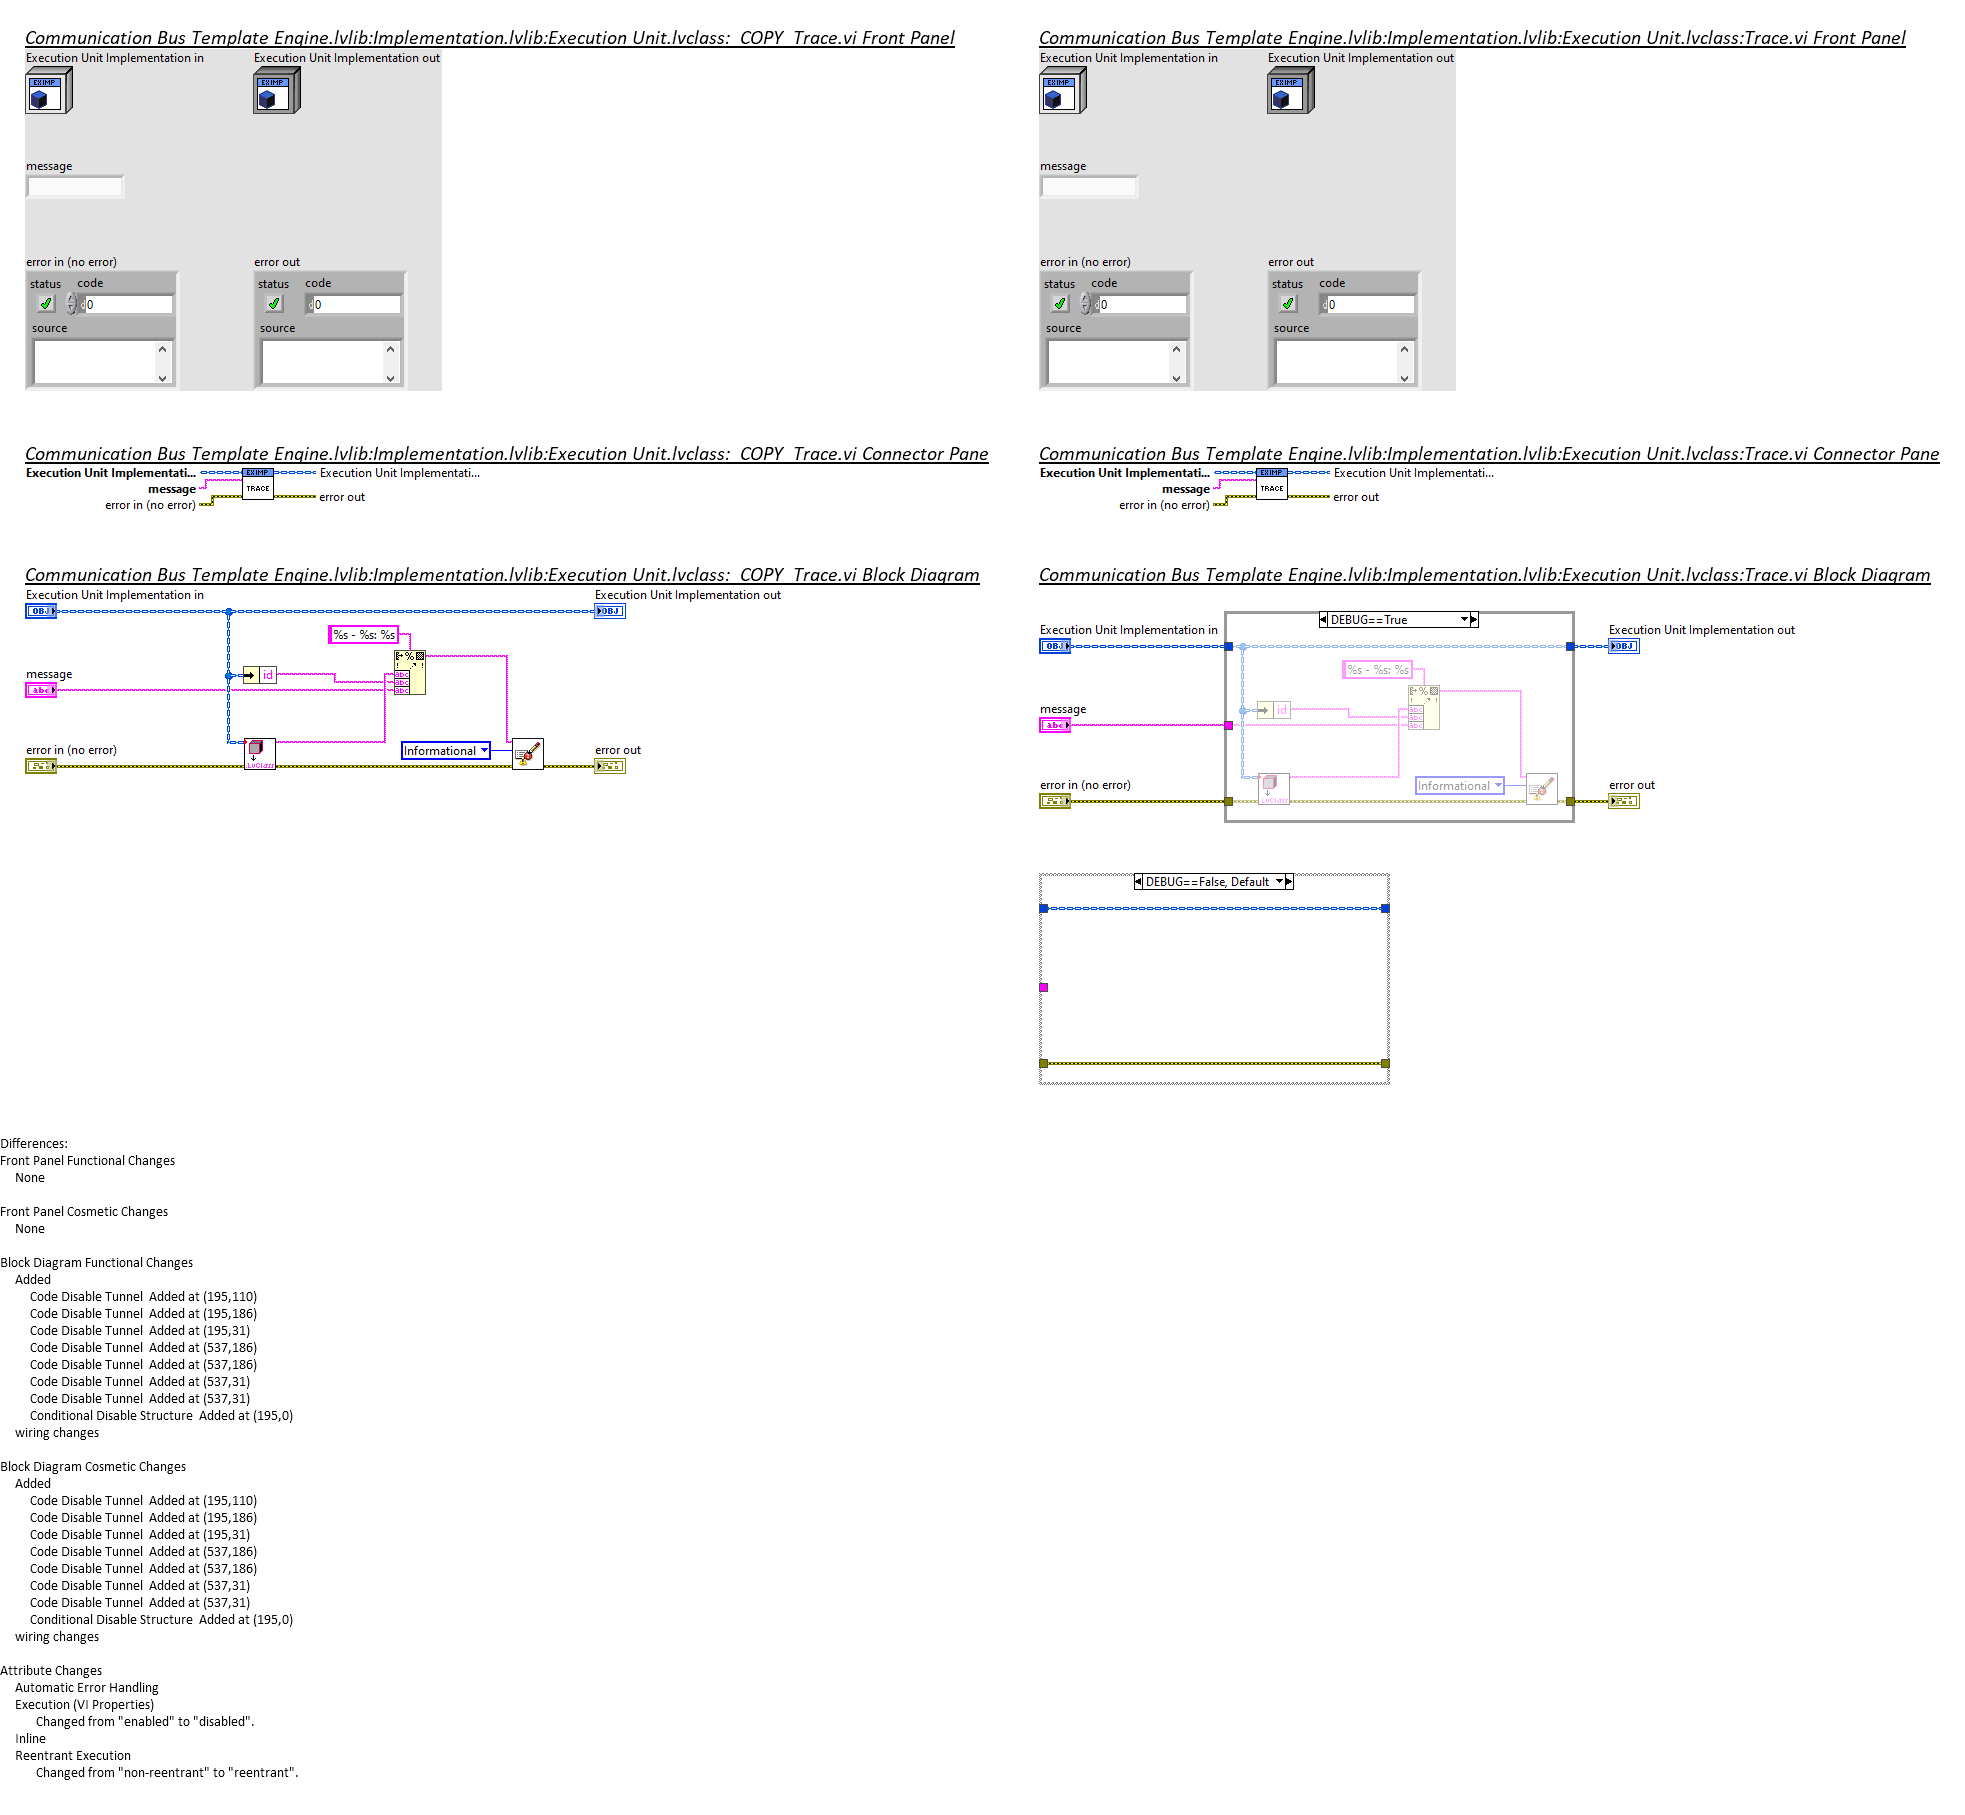 Communication Bus Template Engine.lvlib:Implementation.lvlib:Execution Unit.lvclass:_COPY_Trace.vi Front Panel
Execution Unit Implementation in
Execution Unit Implementation out
EXIMP
EXIMP
message
error in (no error)
error out
status
code
status
code
0
0
source
source
Communication Bus Template Engine.lvlib:Implementation.lvlib:Execution Unit.lvclass:Trace.vi Front Panel
Execution Unit Implementation in
Execution Unit Implementation out
EXIMP
EXIMP
message
error in (no error)
error out
status
code
status
code
0
0
source
source
Communication Bus Template Engine.lvlib:Implementation.lvlib:Execution Unit.lvclass:_COPY_Trace.vi Connector Pane
Execution Unit Implementati...
EXIMP
Execution Unit Implementati...
message
TRACE
error in (no error)
error out
Communication Bus Template Engine.lvlib:Implementation.lvlib:Execution Unit.lvclass:Trace.vi Connector Pane
Execution Unit Implementati...
EXIMP
Execution Unit Implementati...
message
TRACE
error in (no error)
error out
Communication Bus Template Engine.lvlib:Implementation.lvlib:Execution Unit.lvclass:_COPY_Trace.vi Block Diagram
Execution Unit Implementation in
Execution Unit Implementation out
OBJ
OBJ
%s - %s: %s
message
id
abc
abc
abc
abc
error in (no error)
Informational
error out
LvClass
Communication Bus Template Engine.lvlib:Implementation.lvlib:Execution Unit.lvclass:Trace.vi Block Diagram
DEBUG==True
Execution Unit Implementation in
Execution Unit Implementation out
OBJ
OBJ
%s - %s: %s
message
id
abc
abc
abc
abc
error in (no error)
Informational
error out
LvClass
DEBUG==False, Default
Differences:
Front Panel Functional Changes
None
Front Panel Cosmetic Changes
None
Block Diagram Functional Changes
Added
Code Disable Tunnel  Added at (195,110)
Code Disable Tunnel  Added at (195,186)
Code Disable Tunnel  Added at (195,31)
Code Disable Tunnel  Added at (537,186)
Code Disable Tunnel  Added at (537,186)
Code Disable Tunnel  Added at (537,31)
Code Disable Tunnel  Added at (537,31)
Conditional Disable Structure  Added at (195,0)
wiring changes
Block Diagram Cosmetic Changes
Added
Code Disable Tunnel  Added at (195,110)
Code Disable Tunnel  Added at (195,186)
Code Disable Tunnel  Added at (195,31)
Code Disable Tunnel  Added at (537,186)
Code Disable Tunnel  Added at (537,186)
Code Disable Tunnel  Added at (537,31)
Code Disable Tunnel  Added at (537,31)
Conditional Disable Structure  Added at (195,0)
wiring changes
Attribute Changes
Automatic Error Handling
Execution (VI Properties)
Changed from "enabled" to "disabled".
Inline
Reentrant Execution
Changed from "non-reentrant" to "reentrant".